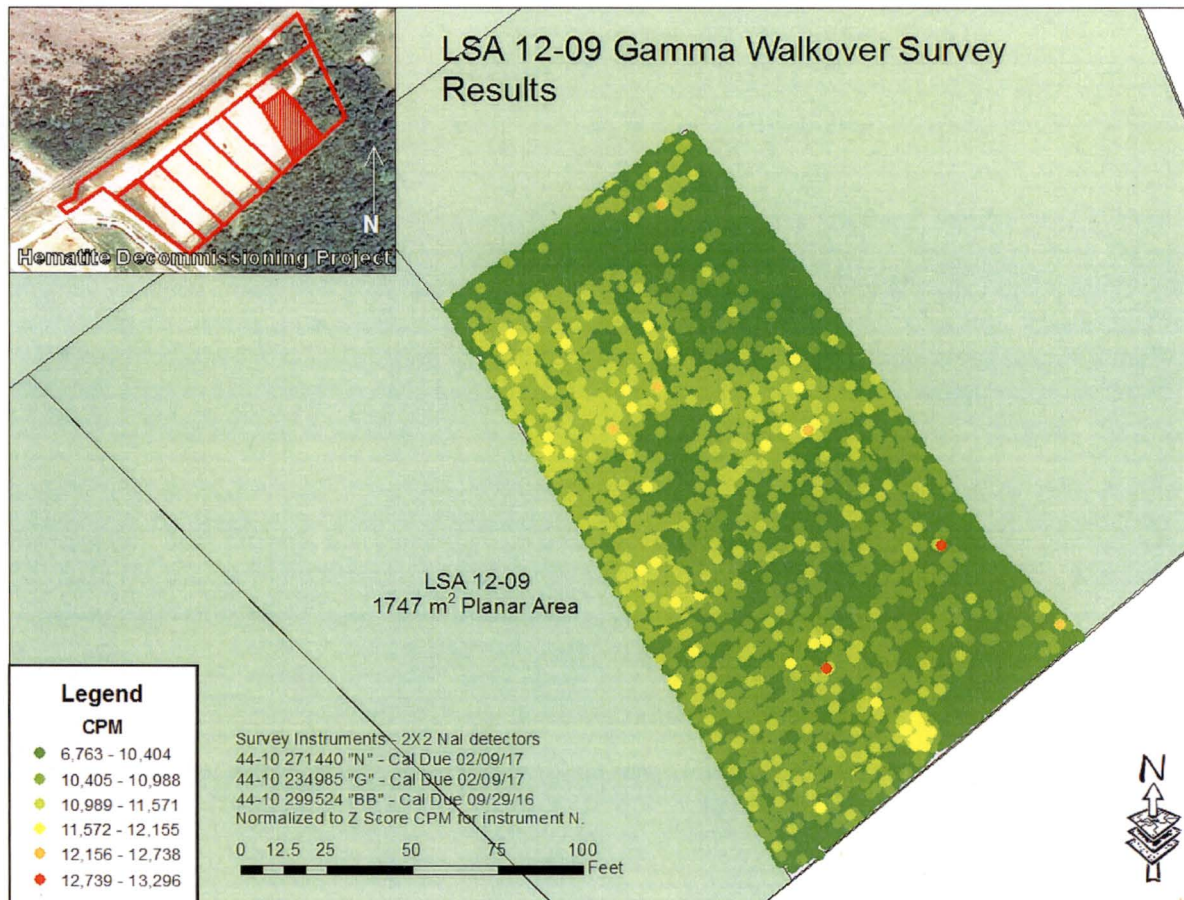 LSA 12-09 Gamma Walkover Survey
Results
N
Hematite Decommissioning Project
LSA 12-09
1747 m² Planar Area
Legend
CPM
6,763 - 10,404
10,405 - 10,988
10,989 - 11,571
11,572 - 12,155
12,156 - 12,738
12,739 - 13,296
Survey Instruments - 2X2 NaI detectors
44-10 271440 "N" - Cal Due 02/09/17
44-10 234985 "G" - Cal Due 02/09/17
44-10 299524 "BB" - Cal Due 09/29/16
Normalized to Z Score CPM for instrument N.
0 12.5 25 50 75 100
Feet
N